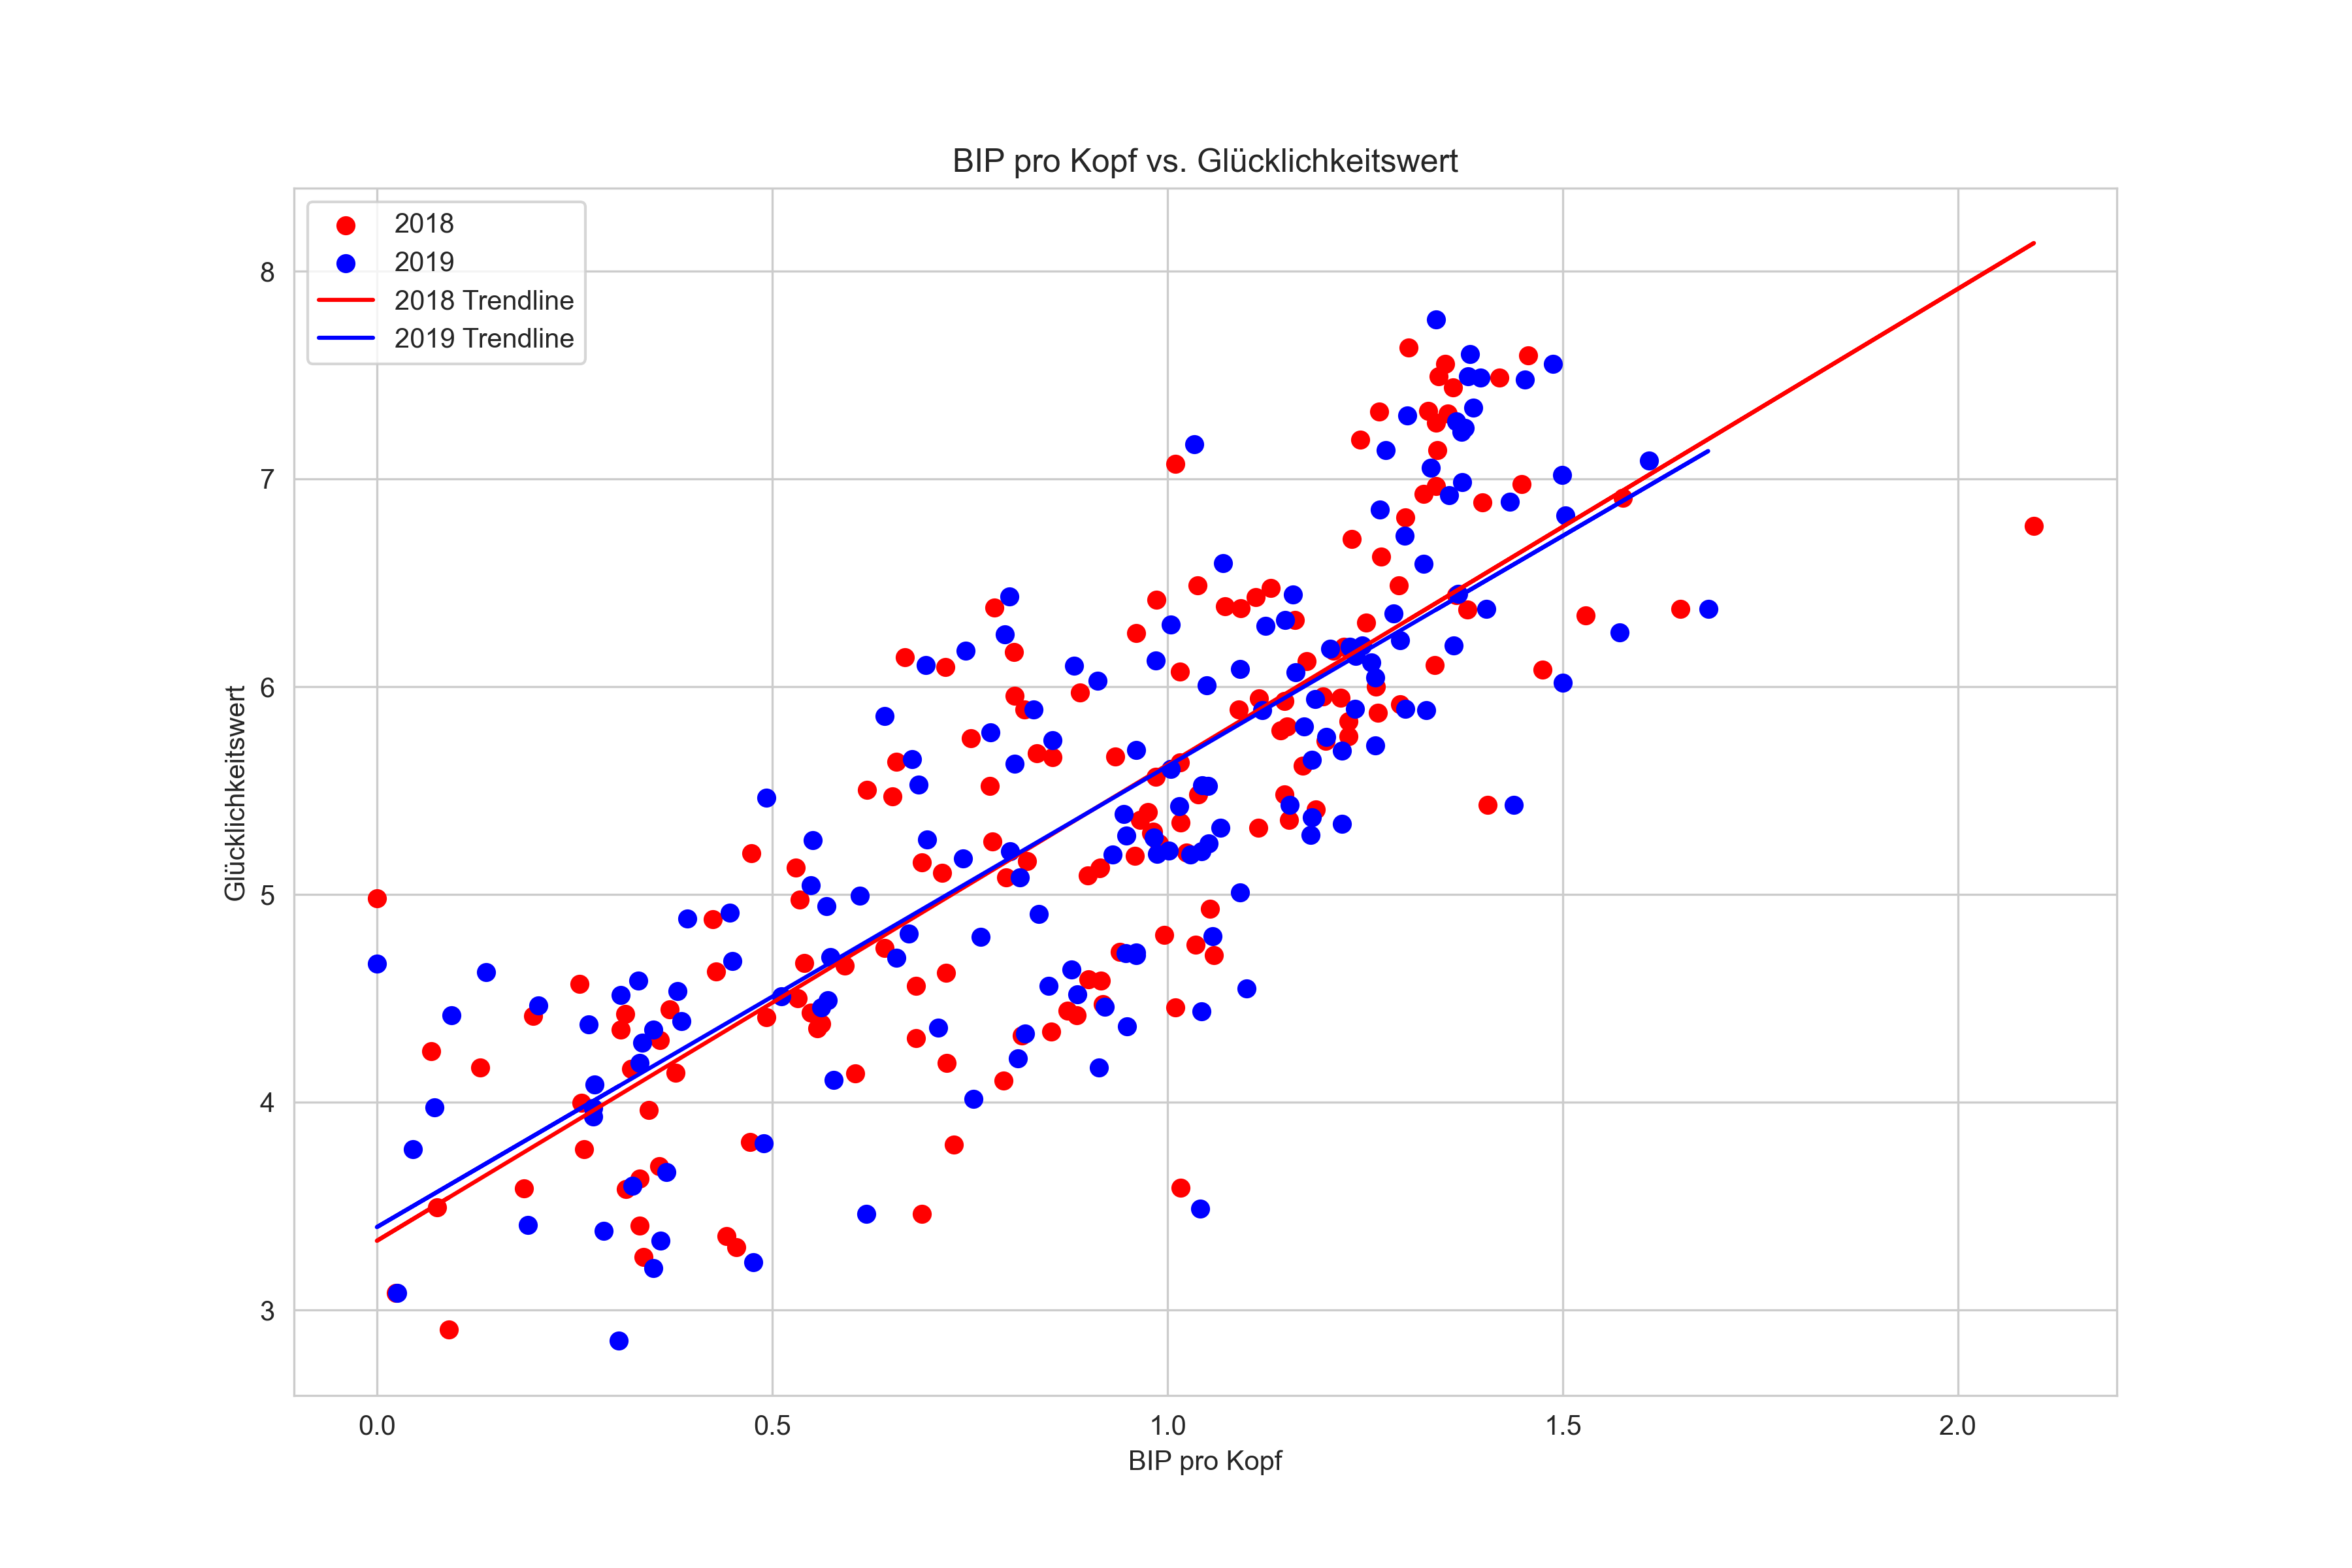 BIP pro Kopf vs. Glücklichkeitswert
2018
2019
2018 Trendline
2019 Trendline
8
7
6
5
4
3
Glücklichkeitswert
0.0 0.5 1.0 1.5 2.0
BIP pro Kopf